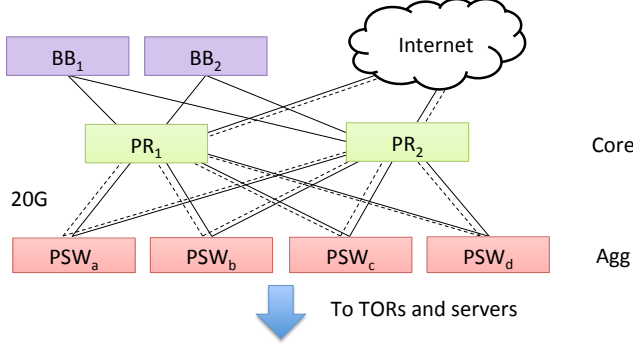 Internet
BB1 BB2
PR1 PR2 Core
20G
PSWa PSWb PSWc PSWd Agg
To TORs and servers